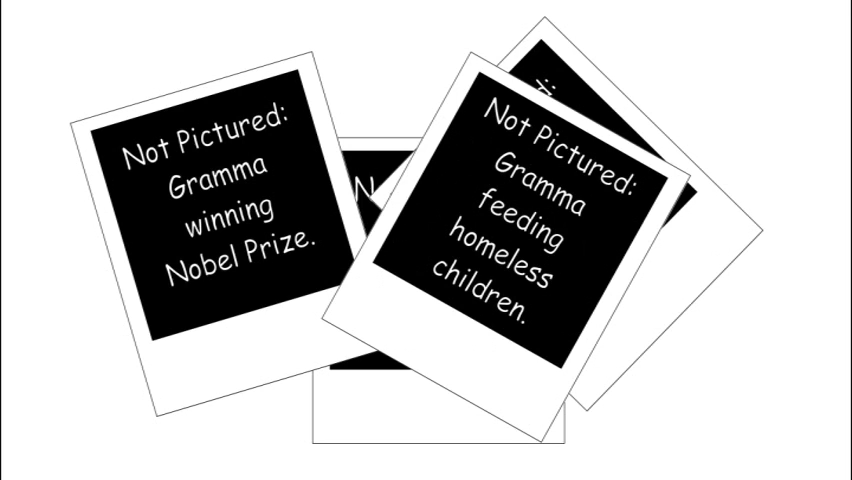 Not Pictured:
Gramma
winning
Nobel Prize.
N
Not Pictured:
Gramma
feeding
homeless
children.